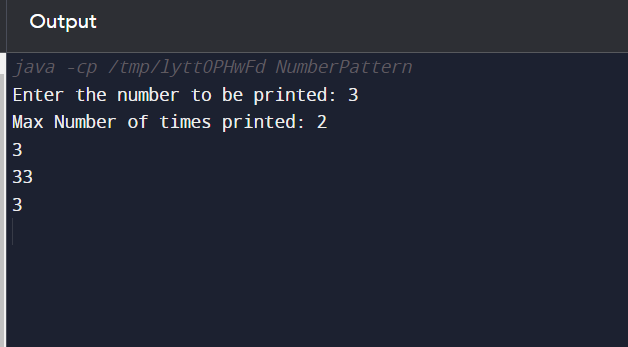 Output
java -cp /tmp/lyttOPHwFd NumberPattern
Enter the number to be printed: 3
Max Number of times printed: 2
3
33
3